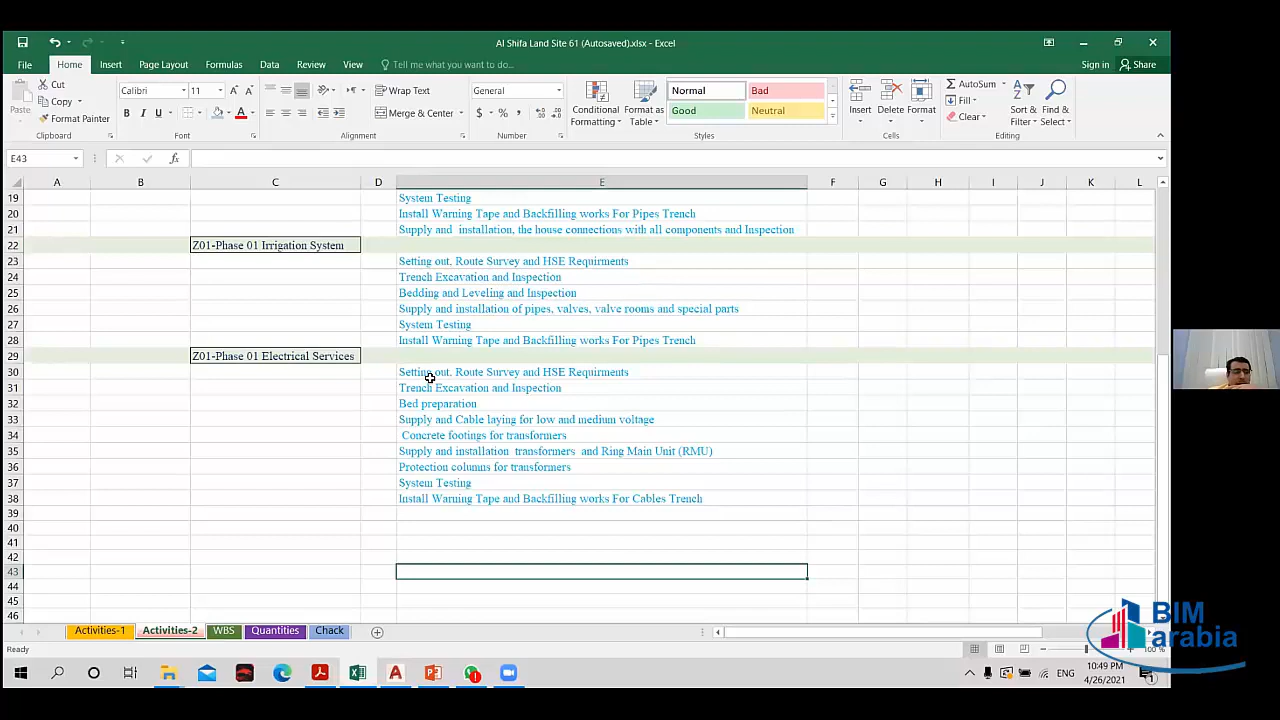 Al Shifa Land Site 61 (Autosaved).xlsx - Excel
File Home Insert Page Layout Formulas Data Review View Tell me what you want to do... Sign in Share
Paste Cut Copy Format Painter
Calibri 11
B I U
Wrap Text
Merge & Center
General
$ % ,
Conditional Formatting
Format as Table
Normal Bad
Good Neutral
Insert Delete Format
AutoSum
Fill
Clear
Sort & Filter
Find & Select
Clipboard Font Alignment Number Styles Cells Editing
E43 fx
A B C D E F G H I J K L
19 System Testing
20 Install Warning Tape and Backfilling works For Pipes Trench
21 Supply and installation, the house connections with all components and Inspection
22 Z01-Phase 01 Irrigation System
23 Setting out, Route Survey and HSE Requirments
24 Trench Excavation and Inspection
25 Bedding and Leveling and Inspection
26 Supply and installation of pipes, valves, valve rooms and special parts
27 System Testing
28 Install Warning Tape and Backfilling works For Pipes Trench
29 Z01-Phase 01 Electrical Services
30 Setting out, Route Survey and HSE Requirments
31 Trench Excavation and Inspection
32 Bed preparation
33 Supply and Cable laying for low and medium voltage
34 Concrete footings for transformers
35 Supply and installation transformers and Ring Main Unit (RMU)
36 Protection columns for transformers
37 System Testing
38 Install Warning Tape and Backfilling works For Cables Trench
39
40
41
42
43
44
45
46
Activities-1 Activities-2 WBS Quantities Chack
Ready
100 %
BIM
arabia
ENG
10:49 PM
4/26/2021